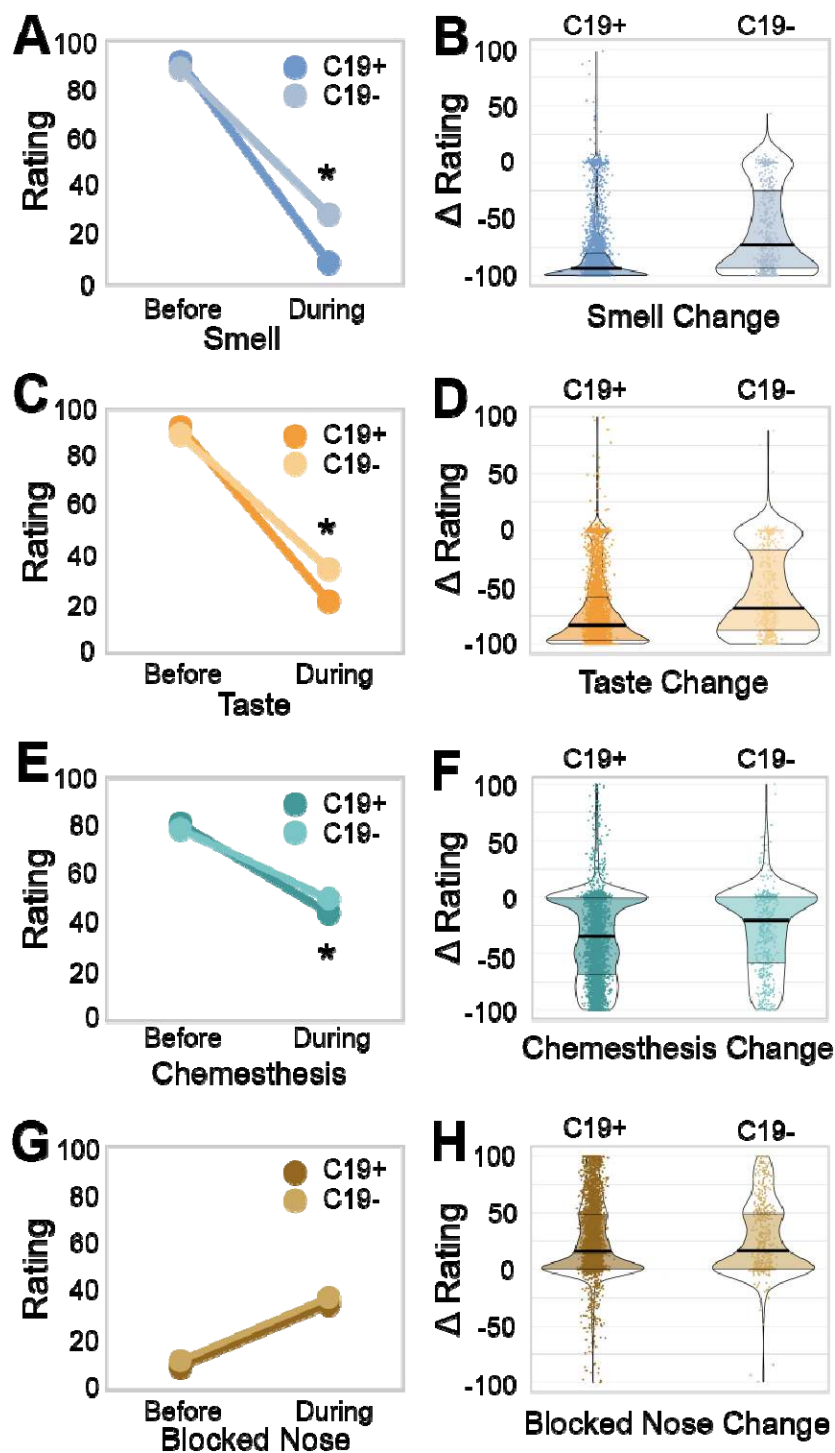 A
100
80
60
40
20
0
Rating
C19+
C19-
*
Before During
Smell
B
C19+ C19-
100
50
0
-50
-100
Δ Rating
Smell Change
C
100
80
60
40
20
0
Rating
C19+
C19-
*
Before During
Taste
D
C19+ C19-
100
50
0
-50
-100
Δ Rating
Taste Change
E
100
80
60
40
20
0
Rating
C19+
C19-
*
Before During
Chemesthesis
F
C19+ C19-
100
50
0
-50
-100
Δ Rating
Chemesthesis Change
G
100
80
60
40
20
0
Rating
C19+
C19-
Before During
Blocked Nose
H
C19+ C19-
100
50
0
-50
-100
Δ Rating
Blocked Nose Change